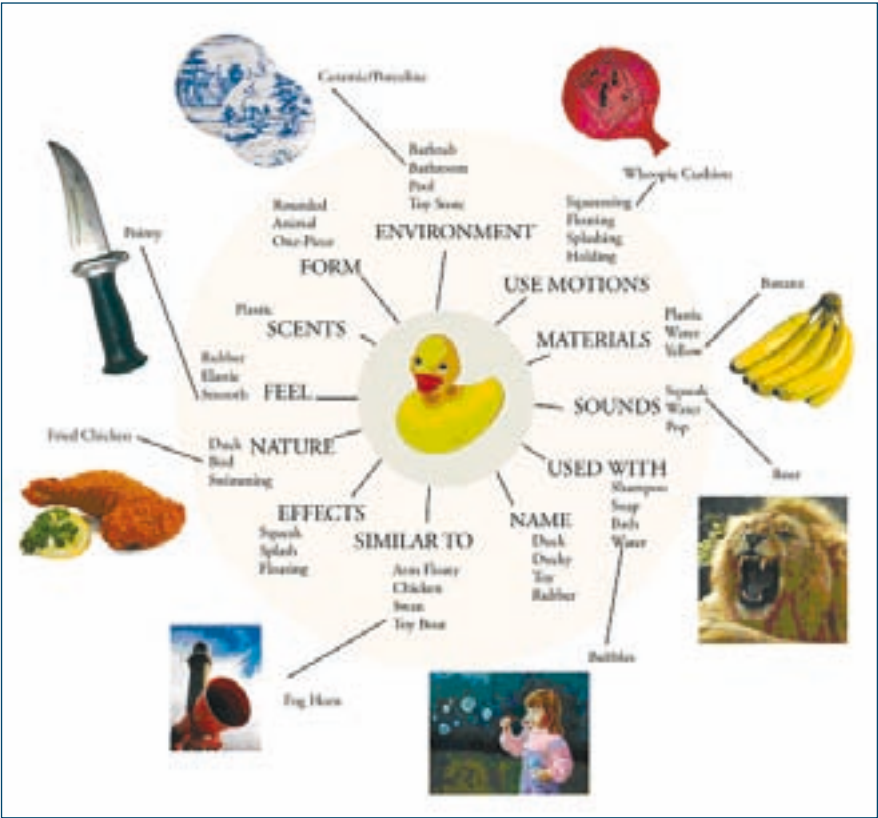 Ceramic/Porcelain
Whoopie Cushion
Bathtub
Bathroom
Pool
Toy Store
ENVIRONMENT
Rounded
Animal
One-Piece
FORM
Squeezing
Floating
Splashing
Holding
USE MOTIONS
Pointy
Banana
Plastic
SCENTS
Plastic
Water
Yellow
MATERIALS
Rubber
Elastic
Smooth
FEEL
Squeak
Water
Pop
SOUNDS
Fried Chicken
Duck
Bird
Swimming
NATURE
USED WITH
Shampoo
Soap
Bath
Water
Roar
EFFECTS
Squeak
Splash
Floating
SIMILAR TO
Arm Floaty
Chicken
Swan
Toy Boat
NAME
Duck
Ducky
Toy
Rubber
Bubbles
Fog Horn